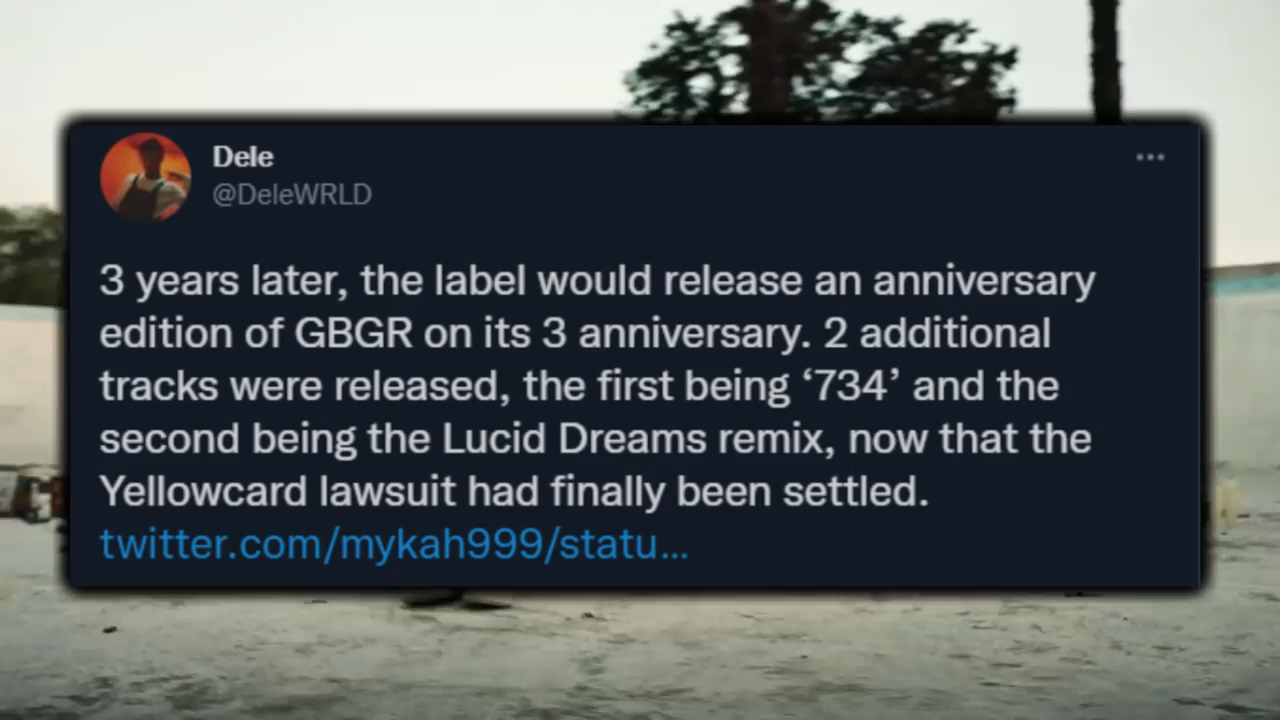 Dele
@DeleWRLD
3 years later, the label would release an anniversary
edition of GBGR on its 3 anniversary. 2 additional
tracks were released, the first being ‘734’ and the
second being the Lucid Dreams remix, now that the
Yellowcard lawsuit had finally been settled.
twitter.com/mykah999/statu...